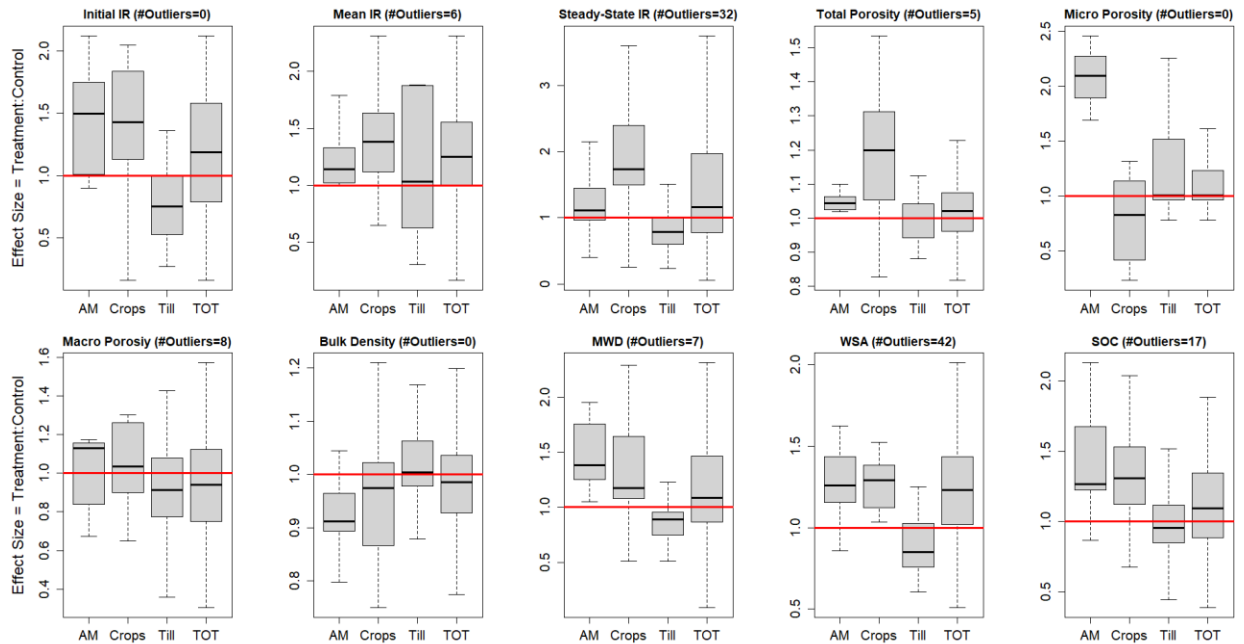 Initial IR (#Outliers=0)
Mean IR (#Outliers=6)
Steady-State IR (#Outliers=32)
Total Porosity (#Outliers=5)
Micro Porosity (#Outliers=0)
Effect Size = Treatment:Control
0.5 1.0 1.5 2.0
AM Crops Till TOT
0.5 1.0 1.5 2.0
AM Crops Till TOT
0 1 2 3
AM Crops Till TOT
0.8 0.9 1.0 1.1 1.2 1.3 1.4 1.5
AM Crops Till TOT
0.5 1.0 1.5 2.0 2.5
AM Crops Till TOT
Macro Porosiy (#Outliers=8)
Bulk Density (#Outliers=0)
MWD (#Outliers=7)
WSA (#Outliers=42)
SOC (#Outliers=17)
Effect Size = Treatment:Control
0.4 0.6 0.8 1.0 1.2 1.4 1.6
AM Crops Till TOT
0.8 0.9 1.0 1.1 1.2
AM Crops Till TOT
0.5 1.0 1.5 2.0
AM Crops Till TOT
0.5 1.0 1.5 2.0
AM Crops Till TOT
0.5 1.0 1.5 2.0
AM Crops Till TOT